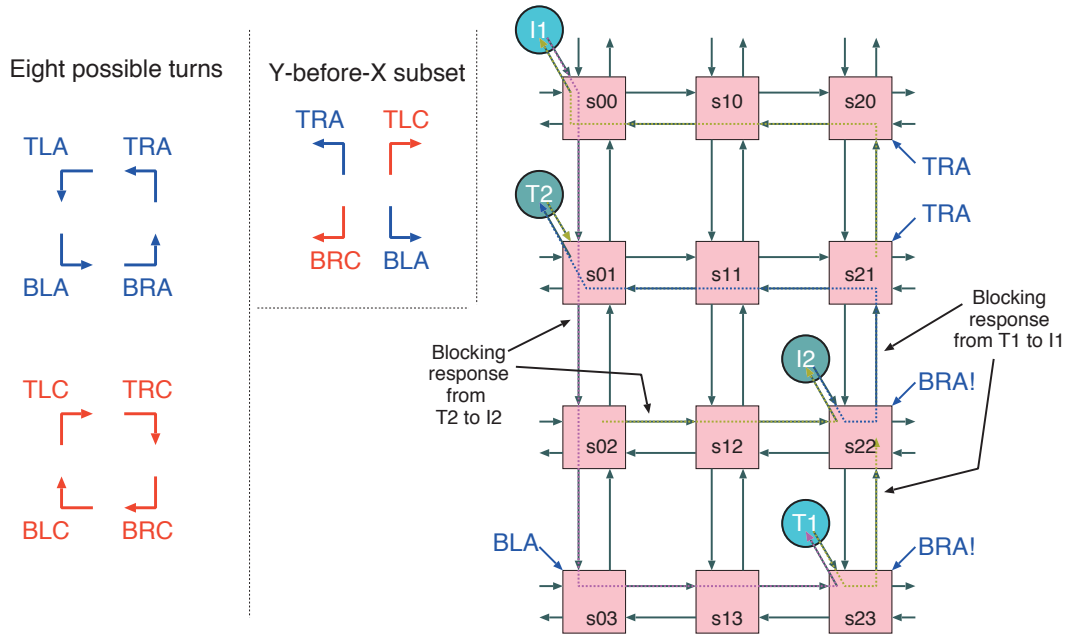 Eight possible turns
TLA TRA
BLA BRA
TLC TRC
BLC BRC
Y-before-X subset
TRA TLC
BRC BLA
I1
s00 s10 s20
TRA
T2
TRA
s01 s11 s21
Blocking
response
from
T2 to I2
Blocking
response
from T1 to I1
I2
BRA!
s02 s12 s22
T1
BLA
BRA!
s03 s13 s23